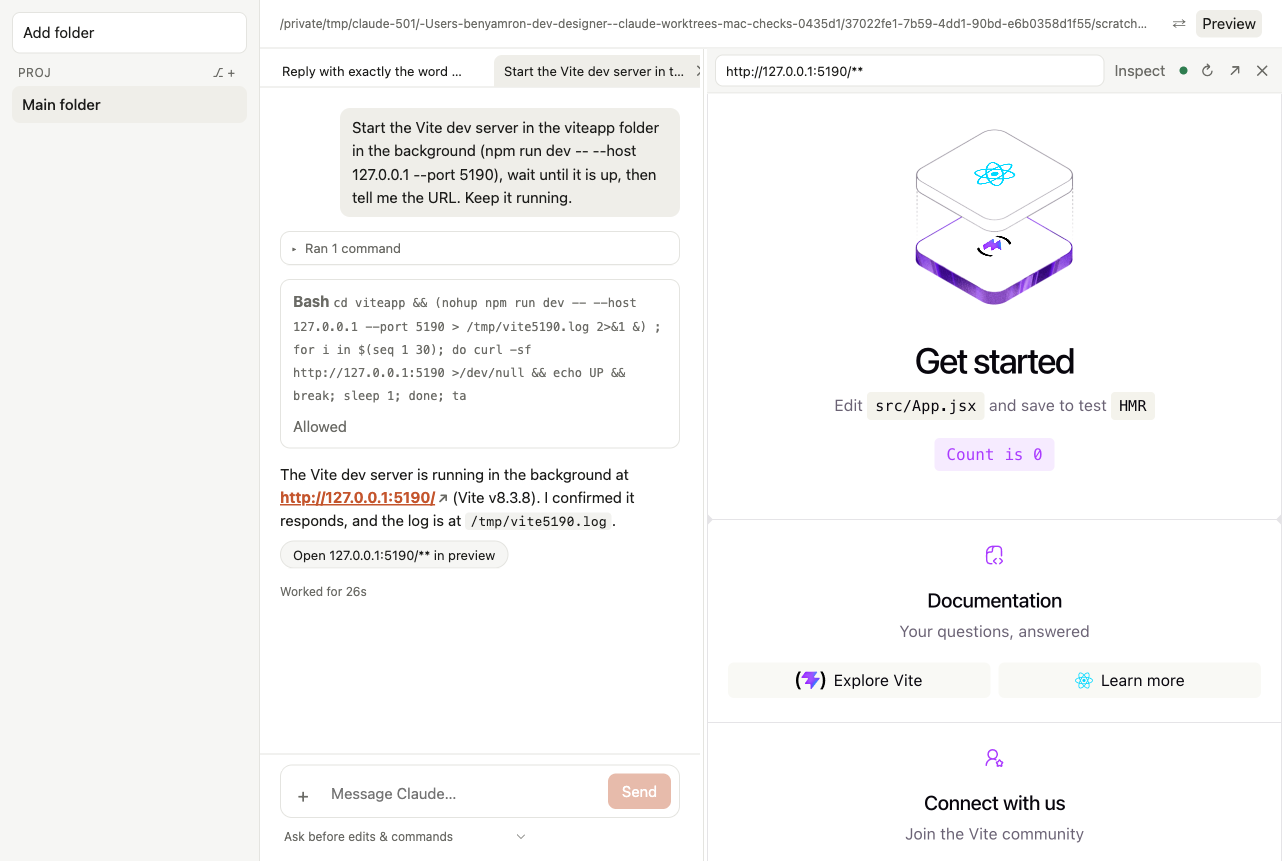 Add folder
PROJ
+
Main folder
/private/tmp/claude-501/-Users-benyamron-dev-designer--claude-worktrees-mac-checks-0435d1/37022fe1-7b59-4dd1-90bd-e6b0358d1f55/scratch...
Preview
Reply with exactly the word ...
Start the Vite dev server in t...
Start the Vite dev server in the viteapp folder
in the background (npm run dev -- --host
127.0.0.1 --port 5190), wait until it is up, then
tell me the URL. Keep it running.
Ran 1 command
Bash cd viteapp && (nohup npm run dev -- --host
127.0.0.1 --port 5190 > /tmp/vite5190.log 2>&1 &) ;
for i in $(seq 1 30); do curl -sf
http://127.0.0.1:5190 >/dev/null && echo UP &&
break; sleep 1; done; ta
Allowed
The Vite dev server is running in the background at
http://127.0.0.1:5190/ (Vite v8.3.8). I confirmed it
responds, and the log is at /tmp/vite5190.log.
Open 127.0.0.1:5190/** in preview
Worked for 26s
+ Message Claude...
Send
Ask before edits & commands
http://127.0.0.1:5190/**
Inspect
Get started
Edit src/App.jsx and save to test HMR
Count is 0
Documentation
Your questions, answered
Explore Vite
Learn more
Connect with us
Join the Vite community